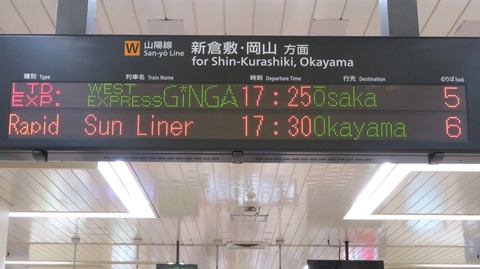 W 山陽線 San-yō Line 新倉敷・岡山 方面
for Shin-Kurashiki, Okayama
種別 Type 列車名 Train Name 時刻 Departure Time 行先 Destination のりば Track
LTD. EXP. WEST EXPRESS GINGA 17:25 Ōsaka 5
Rapid Sun Liner 17:30 Okayama 6